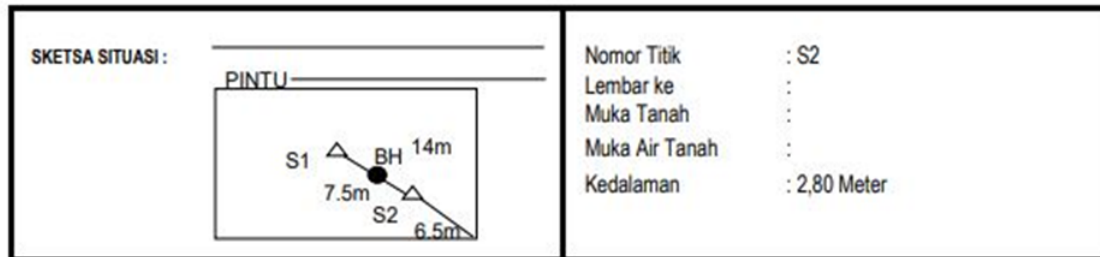 SKETSA SITUASI :
PINTU
S1
BH
14m
7.5m
S2
6.5m
Nomor Titik : S2
Lembar ke :
Muka Tanah :
Muka Air Tanah :
Kedalaman : 2,80 Meter